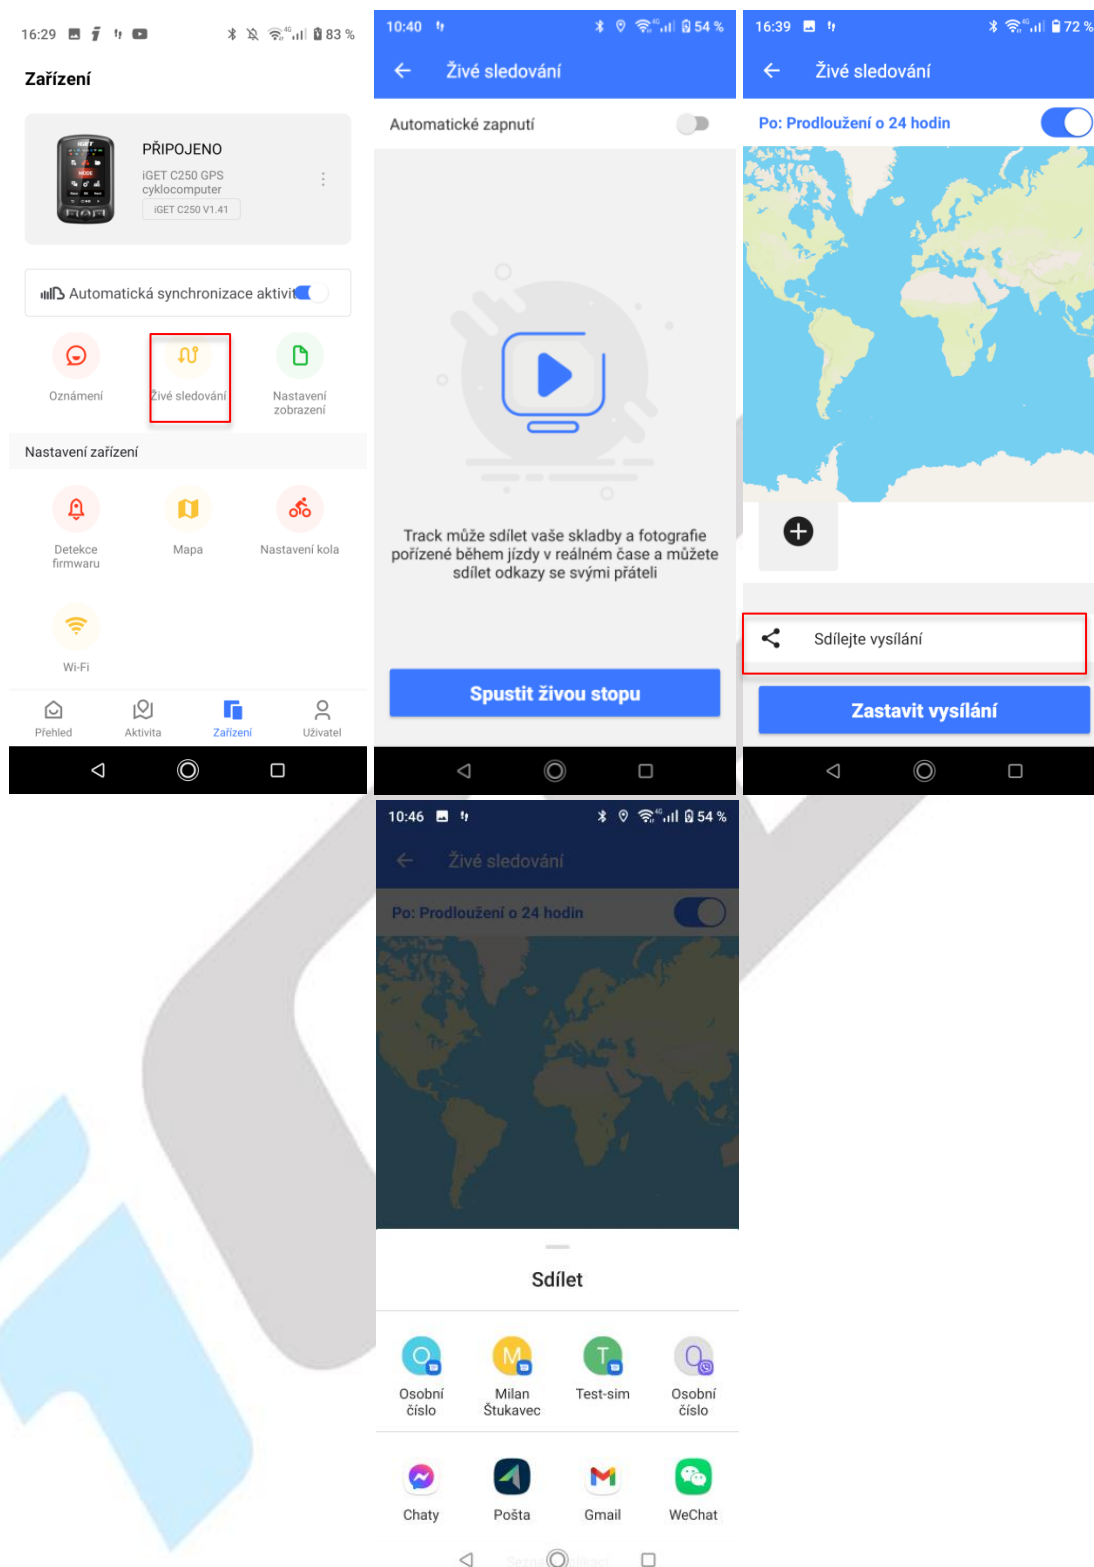 16:29
83 %
Zařízení
iGET
MODE
PŘIPOJENO
iGET C250 GPS
cyklocomputer
iGET C250 V1.41
Automatická synchronizace aktivit
Oznámení
Živé sledování
Nastavení
zobrazení
Nastavení zařízení
Detekce
firmwaru
Mapa
Nastavení kola
Wi-Fi
Přehled
Aktivita
Zařízení
Uživatel
10:40
4G
54 %
Živé sledování
Automatické zapnutí
Track může sdílet vaše skladby a fotografie
pořízené během jízdy v reálném čase a můžete
sdílet odkazy se svými přáteli
Spustit živou stopu
16:39
4G
72 %
Živé sledování
Po: Prodloužení o 24 hodin
Sdílejte vysílání
Zastavit vysílání
10:46
4G
54 %
Živé sledování
Po: Prodloužení o 24 hodin
Sdílet
O
M
T
O
Osobní
číslo
Milan
Štukavec
Test-sim
Osobní
číslo
Chaty
Pošta
Gmail
WeChat